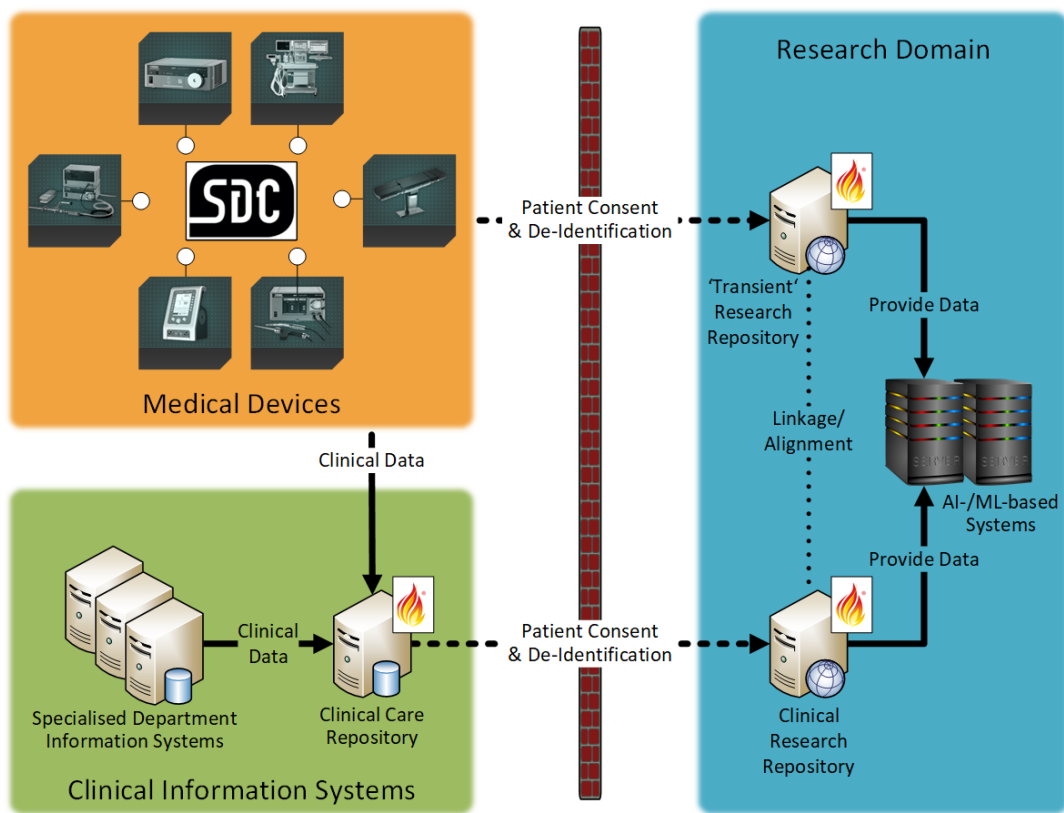 Research Domain
SDC
Medical Devices
Patient Consent
& De-Identification
‘Transient‘
Research
Repository
Provide Data
Linkage/
Alignment
SERVER
SERVER
AI-/ML-based
Systems
Provide Data
Clinical Data
Clinical
Data
Specialised Department
Information Systems
Clinical Care
Repository
Clinical Information Systems
Patient Consent
& De-Identification
Clinical
Research
Repository